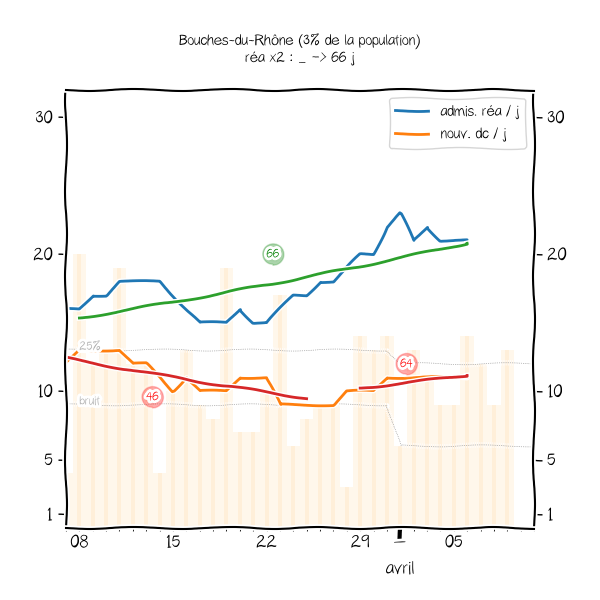 Bouches-du-Rhône (3% de la population)
réa x2 : _ -> 66 j
admis. réa / j
nouv. dc / j
30
30
20
20
66
25%
64
46
10
10
bruit
5
5
1
1
08 15 22 29 1 05
avril